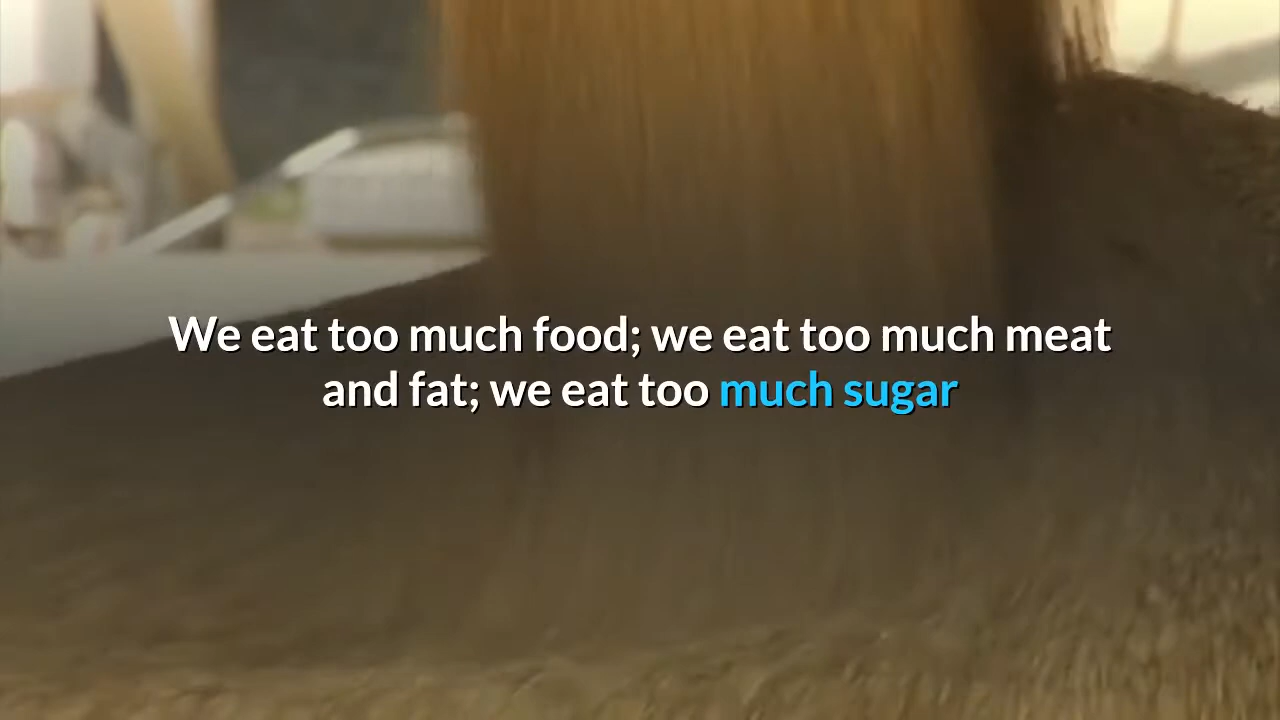 We eat too much food; we eat too much meat
and fat; we eat too much sugar